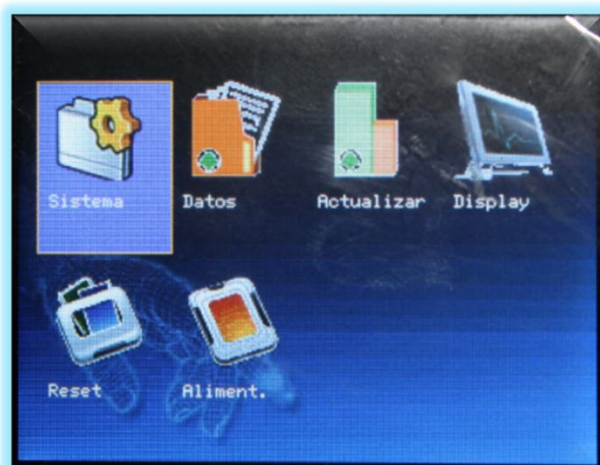 Sistema
Datos
Actualizar
Display
Reset
Aliment.